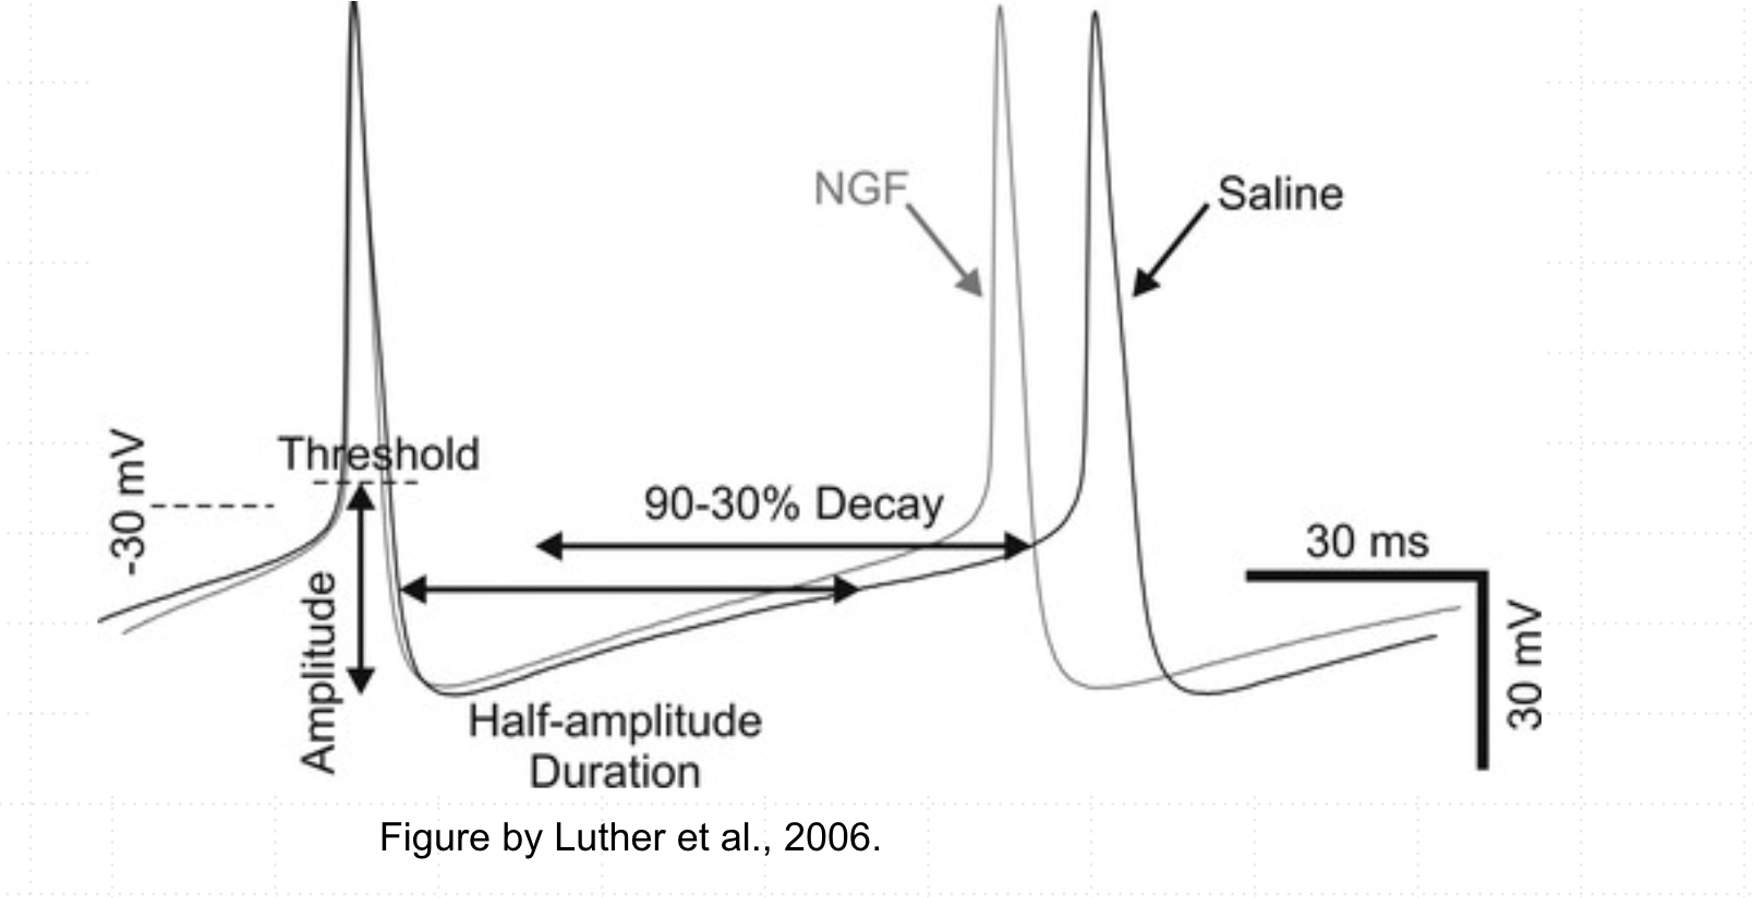 NGF
Saline
-30 mV
Threshold
90-30% Decay
30 ms
Amplitude
30 mV
Half-amplitude
Duration
Figure by Luther et al., 2006.